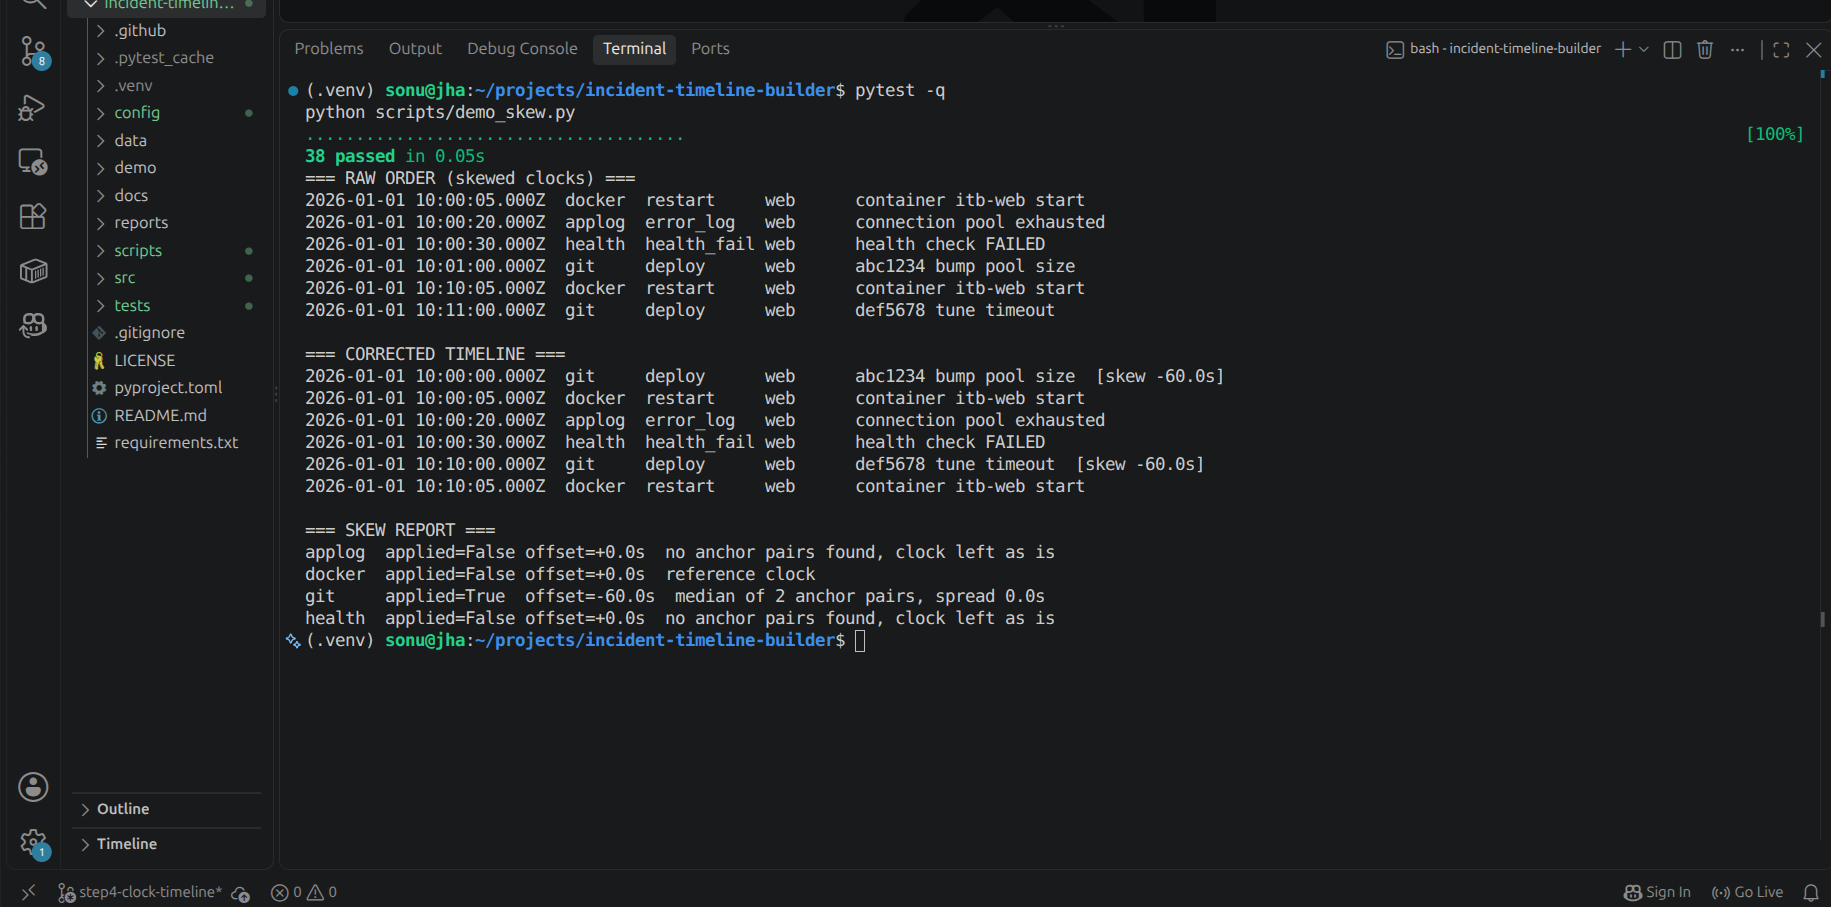 incident-timelin...
.github
.pytest_cache
.venv
config
data
demo
docs
reports
scripts
src
tests
.gitignore
LICENSE
pyproject.toml
README.md
requirements.txt
Outline
Timeline
8
1
Problems Output Debug Console Terminal Ports
bash - incident-timeline-builder
(.venv) sonu@jha:~/projects/incident-timeline-builder$ pytest -q
python scripts/demo_skew.py
...................................... [100%]
38 passed in 0.05s
=== RAW ORDER (skewed clocks) ===
2026-01-01 10:00:05.000Z docker restart web container itb-web start
2026-01-01 10:00:20.000Z applog error_log web connection pool exhausted
2026-01-01 10:00:30.000Z health health_fail web health check FAILED
2026-01-01 10:01:00.000Z git deploy web abc1234 bump pool size
2026-01-01 10:10:05.000Z docker restart web container itb-web start
2026-01-01 10:11:00.000Z git deploy web def5678 tune timeout
=== CORRECTED TIMELINE ===
2026-01-01 10:00:00.000Z git deploy web abc1234 bump pool size [skew -60.0s]
2026-01-01 10:00:05.000Z docker restart web container itb-web start
2026-01-01 10:00:20.000Z applog error_log web connection pool exhausted
2026-01-01 10:00:30.000Z health health_fail web health check FAILED
2026-01-01 10:10:00.000Z git deploy web def5678 tune timeout [skew -60.0s]
2026-01-01 10:10:05.000Z docker restart web container itb-web start
=== SKEW REPORT ===
applog applied=False offset=+0.0s no anchor pairs found, clock left as is
docker applied=False offset=+0.0s reference clock
git applied=True offset=-60.0s median of 2 anchor pairs, spread 0.0s
health applied=False offset=+0.0s no anchor pairs found, clock left as is
(.venv) sonu@jha:~/projects/incident-timeline-builder$
step4-clock-timeline* 0 0 Sign In Go Live